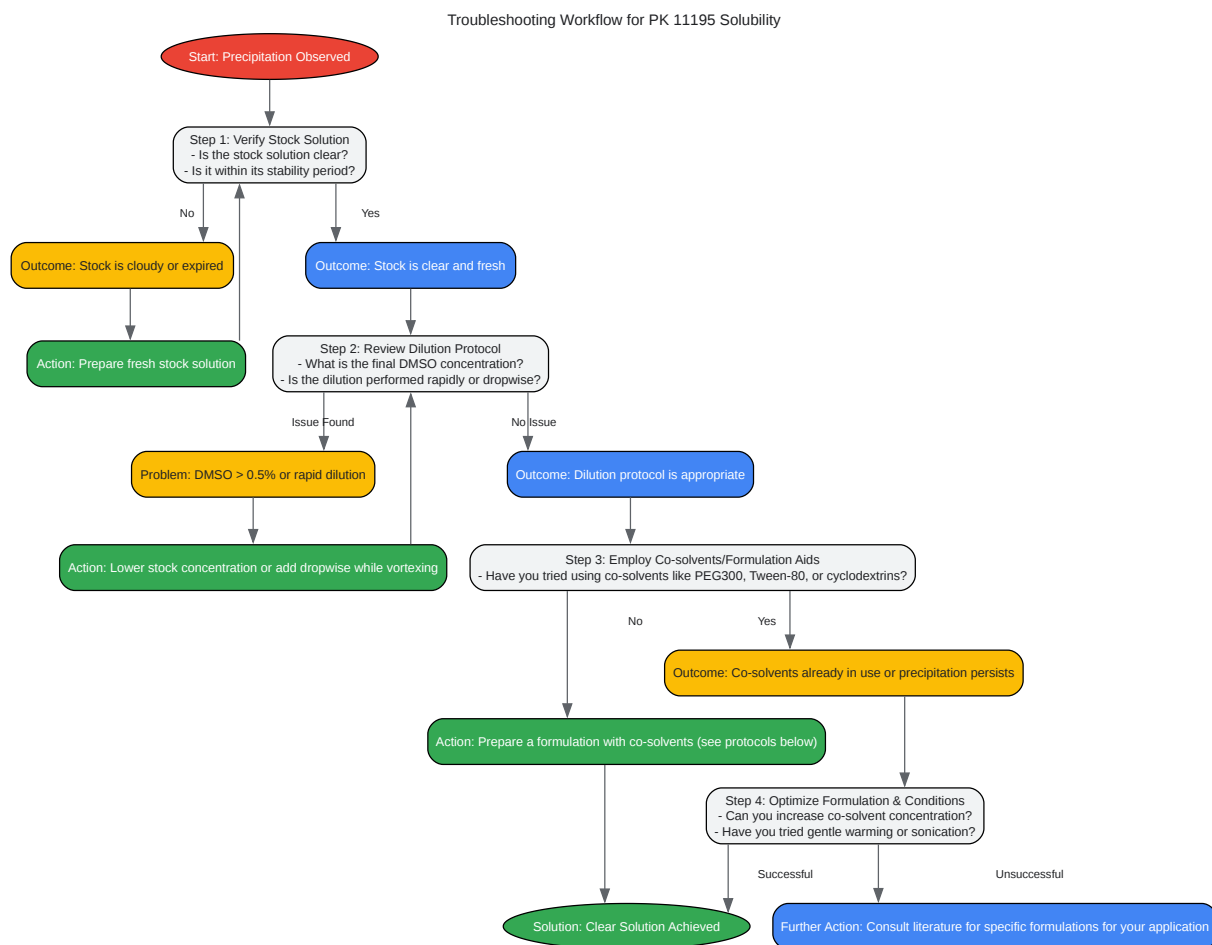 Troubleshooting Workflow for PK 11195 Solubility
Start: Precipitation Observed
Step 1: Verify Stock Solution
- Is the stock solution clear?
- Is it within its stability period?
No
Yes
Outcome: Stock is cloudy or expired
Outcome: Stock is clear and fresh
Action: Prepare fresh stock solution
Step 2: Review Dilution Protocol
- What is the final DMSO concentration?
- Is the dilution performed rapidly or dropwise?
Issue Found
No Issue
Problem: DMSO > 0.5% or rapid dilution
Outcome: Dilution protocol is appropriate
Action: Lower stock concentration or add dropwise while vortexing
Step 3: Employ Co-solvents/Formulation Aids
- Have you tried using co-solvents like PEG300, Tween-80, or cyclodextrins?
No
Yes
Outcome: Co-solvents already in use or precipitation persists
Action: Prepare a formulation with co-solvents (see protocols below)
Step 4: Optimize Formulation & Conditions
- Can you increase co-solvent concentration?
- Have you tried gentle warming or sonication?
Successful
Unsuccessful
Solution: Clear Solution Achieved
Further Action: Consult literature for specific formulations for your application